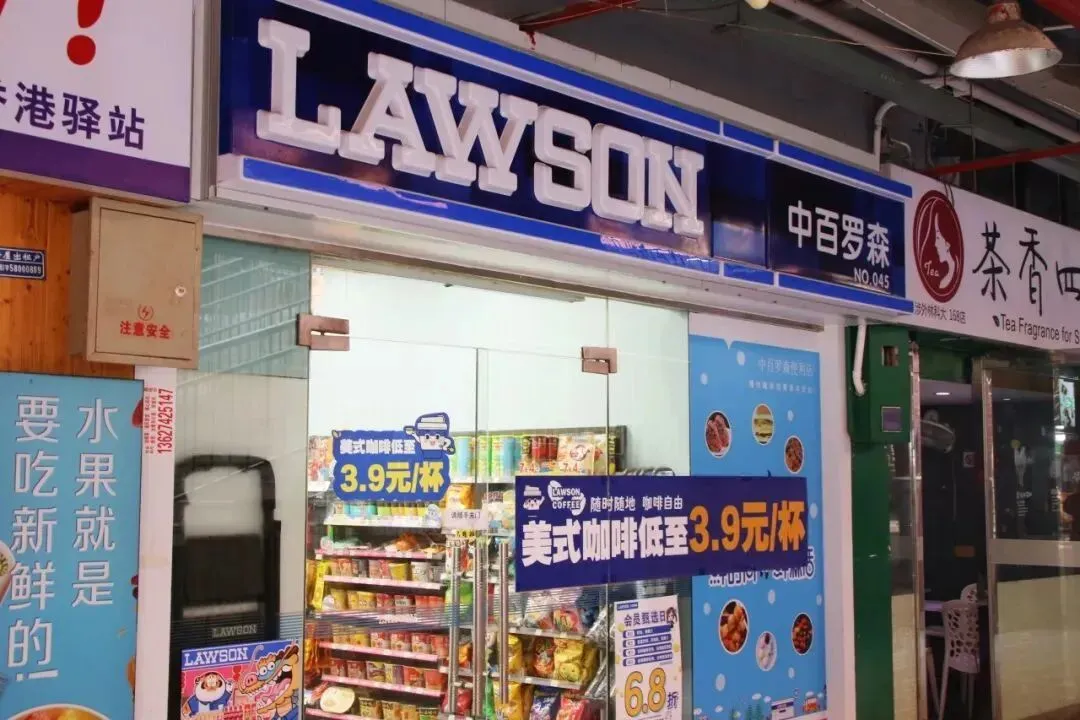 港驿站
LAWSON
中百罗森
NO.045
茶香四
Tea
Tea Fragrance for S
注意安全
13627425147
水果就是
要吃新鲜的!
美式咖啡低至
3.9元/杯
LAWSON
COFFEE
随时随地 咖啡自由
美式咖啡低至3.9元/杯
LAWSON
LAWSON
会员甄选日
6.8折